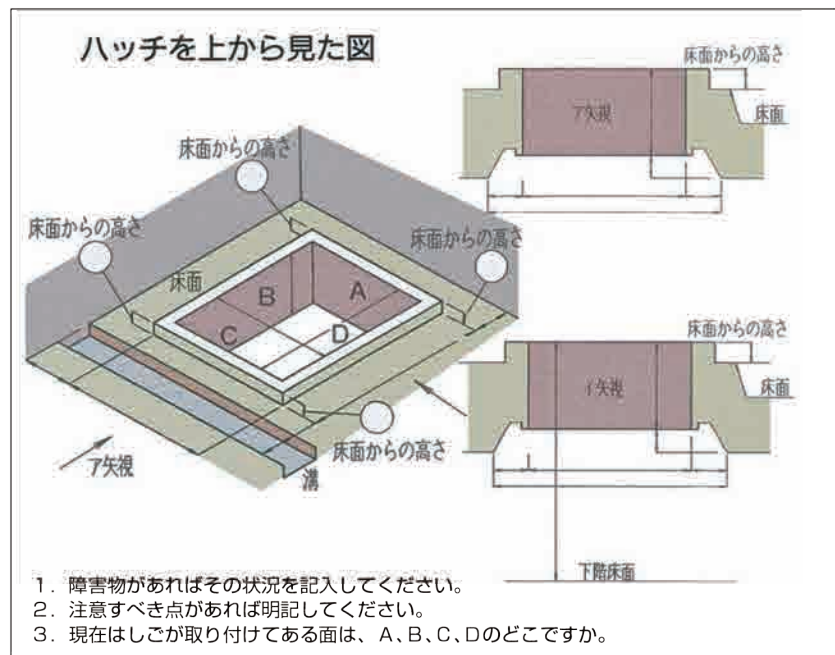 ハッチを上から見た図
床面からの高さ
床面からの高さ
床面からの高さ
床面
A
B
C
D
床面からの高さ
ア矢視
溝
床面からの高さ
ア矢視
床面
床面からの高さ
イ矢視
床面
下階床面
1. 障害物があればその状況を記入してください。
2. 注意すべき点があれば明記してください。
3. 現在はしごが取り付けてある面は、A、B、C、Dのどこですか。